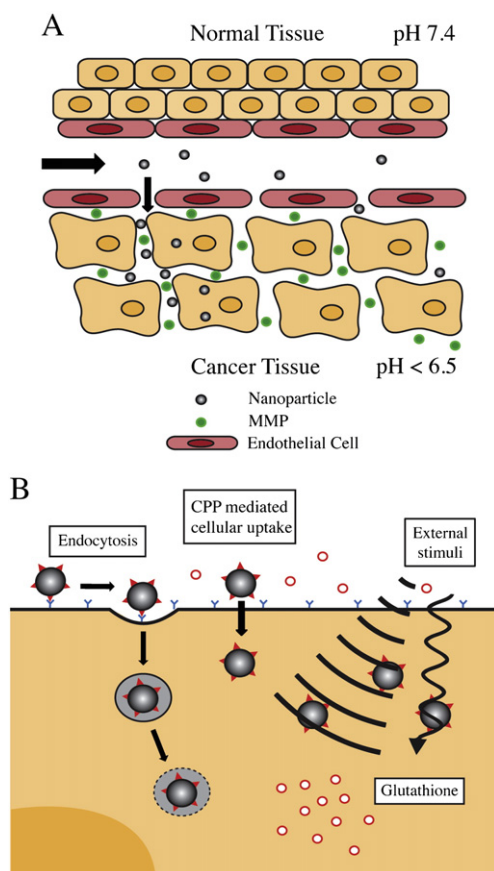 A
Normal Tissue pH 7.4
Cancer Tissue pH < 6.5
Nanoparticle
MMP
Endothelial Cell
B
Endocytosis
CPP mediated
cellular uptake
External
stimuli
Glutathione